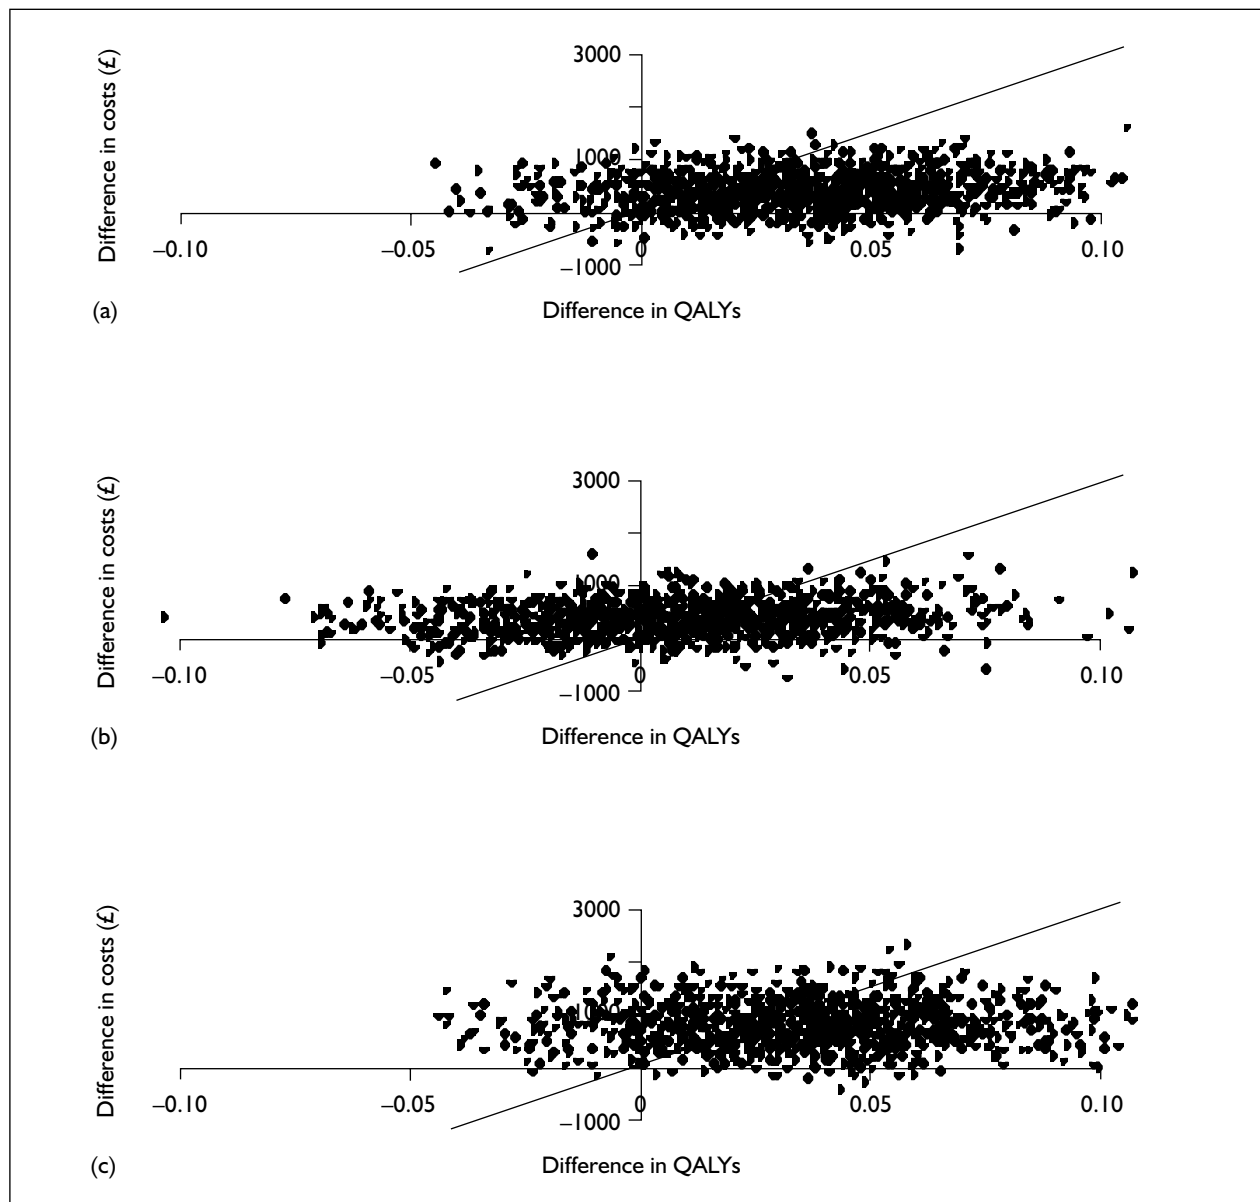 Difference in costs (£)
3000
1000
–1000
–0.10
–0.05
0
0.05
0.10
(a)
Difference in QALYs
Difference in costs (£)
3000
1000
–1000
–0.10
–0.05
0
0.05
0.10
(b)
Difference in QALYs
Difference in costs (£)
3000
1000
–1000
–0.10
–0.05
0
0.05
0.10
(c)
Difference in QALYs